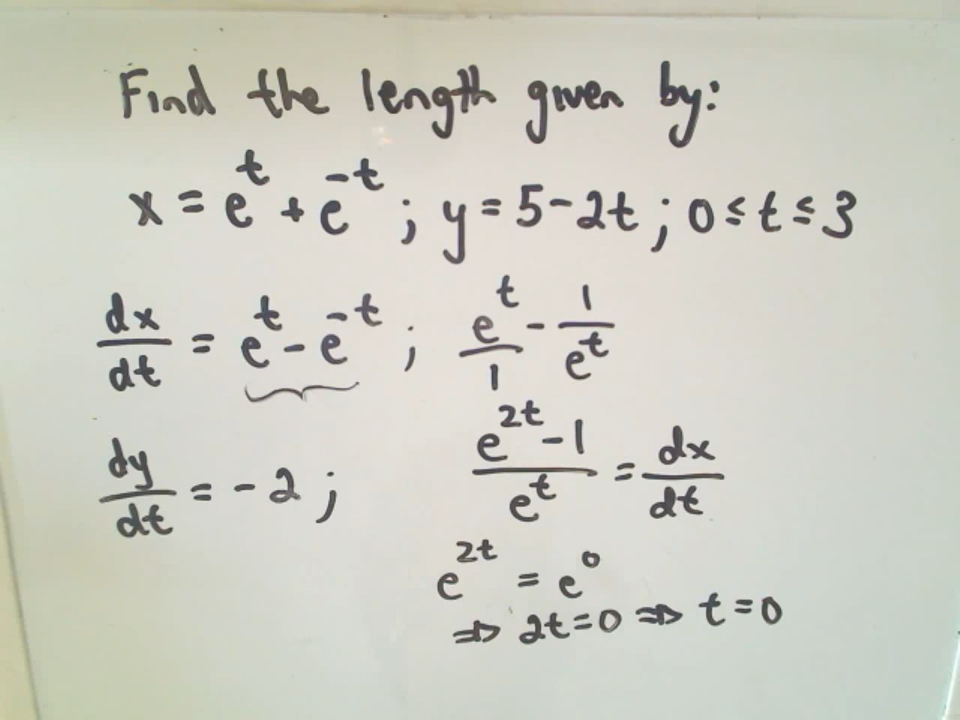 Find the length given by:
x = e^t + e^-t ; y = 5 - 2t ; 0 ≤ t ≤ 3
dx/dt = e^t - e^-t ; e^t/1 - 1/e^t
dy/dt = -2 ; (e^2t - 1)/e^t = dx/dt
e^2t = e^0
⇒ 2t = 0 ⇒ t = 0